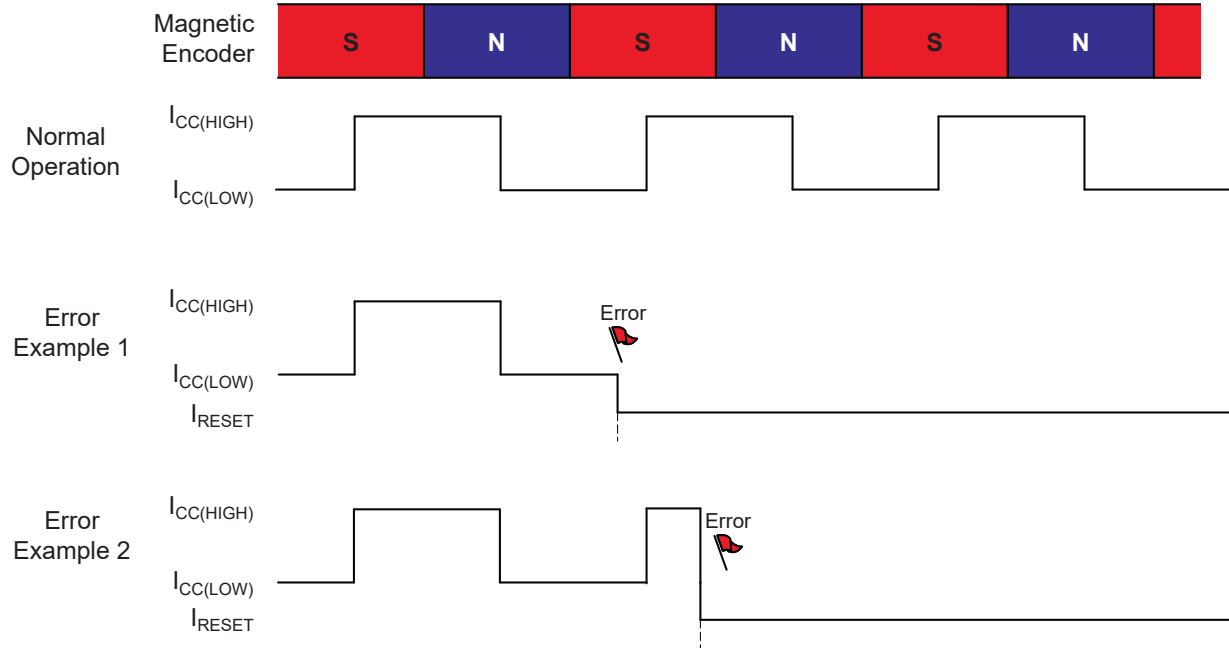 Magnetic
Encoder
S N S N S N
Normal
Operation
ICC(HIGH)
ICC(LOW)
Error
Example 1
ICC(HIGH)
Error
ICC(LOW)
IRESET
Error
Example 2
ICC(HIGH)
Error
ICC(LOW)
IRESET